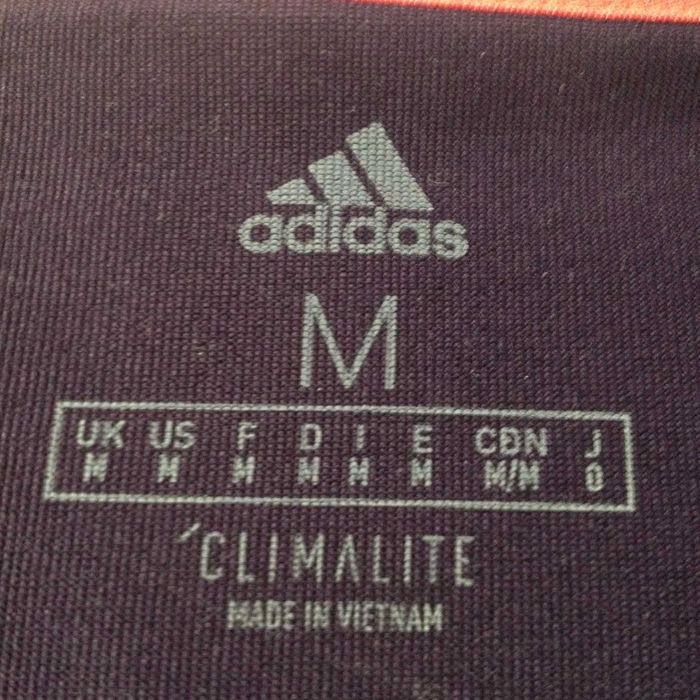 adidas
M
UK US F D I E CDN J
M M M M M M M/M O
CLIMALITE
MADE IN VIETNAM